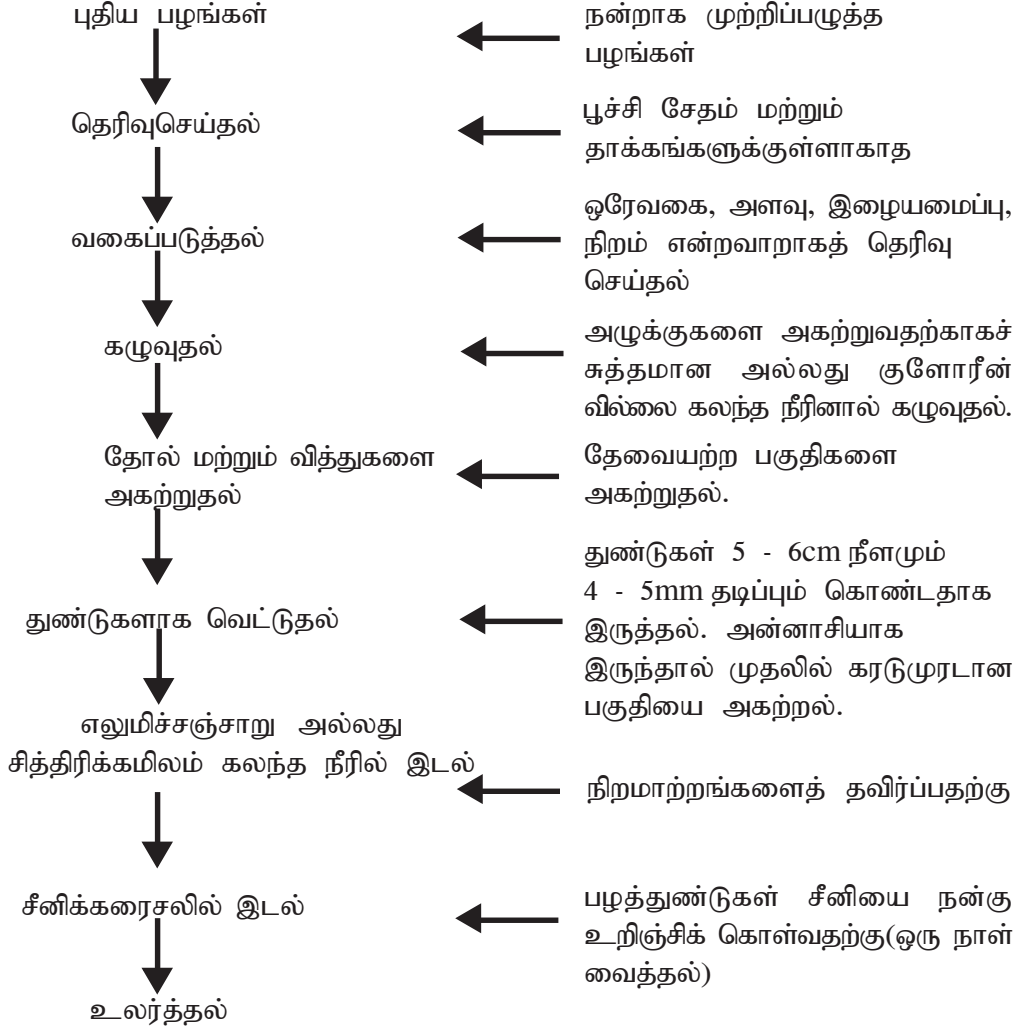 புதிய பழங்கள்
நன்றாக முற்றிப்பழுத்த
பழங்கள்
தெரிவுசெய்தல்
பூச்சி சேதம் மற்றும்
தாக்கங்களுக்குள்ளாகாத
வகைப்படுத்தல்
ஒரேவகை, அளவு, இழையமைப்பு,
நிறம் என்றவாறாகத் தெரிவு
செய்தல்
கழுவுதல்
அழுக்குகளை அகற்றுவதற்காகச்
சுத்தமான அல்லது குளோரீன்
வில்லை கலந்த நீரினால் கழுவுதல்.
தோல் மற்றும் வித்துகளை
அகற்றுதல்
தேவையற்ற பகுதிகளை
அகற்றுதல்.
துண்டுகளாக வெட்டுதல்
துண்டுகள் 5 - 6cm நீளமும்
4 - 5mm தடிப்பும் கொண்டதாக
இருத்தல். அன்னாசியாக
இருந்தால் முதலில் கரடுமுரடான
பகுதியை அகற்றல்.
எலுமிச்சஞ்சாறு அல்லது
சித்திரிக்கமிலம் கலந்த நீரில் இடல்
நிறமாற்றங்களைத் தவிர்ப்பதற்கு
சீனிக்கரைசலில் இடல்
பழத்துண்டுகள் சீனியை நன்கு
உறிஞ்சிக் கொள்வதற்கு(ஒரு நாள்
வைத்தல்)
உலர்த்தல்